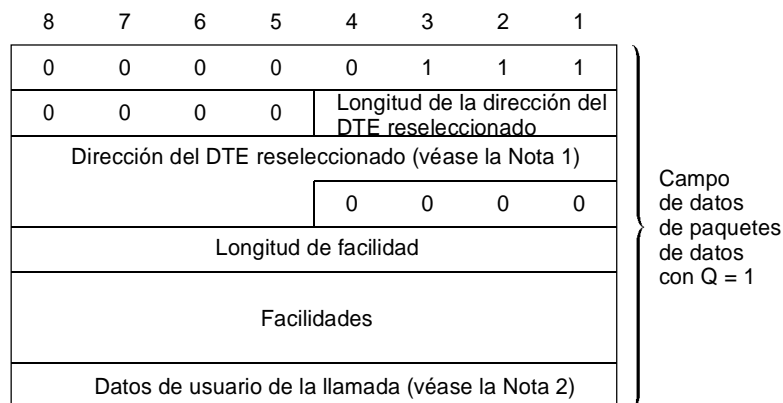 8 7 6 5 4 3 2 1
0 0 0 0 0 1 1 1
0 0 0 0 Longitud de la dirección del
DTE reseleccionado
Dirección del DTE reseleccionado (véase la Nota 1)
0 0 0 0
Longitud de facilidad
Facilidades
Datos de usuario de la llamada (véase la Nota 2)
Campo
de datos
de paquetes
de datos
con Q = 1